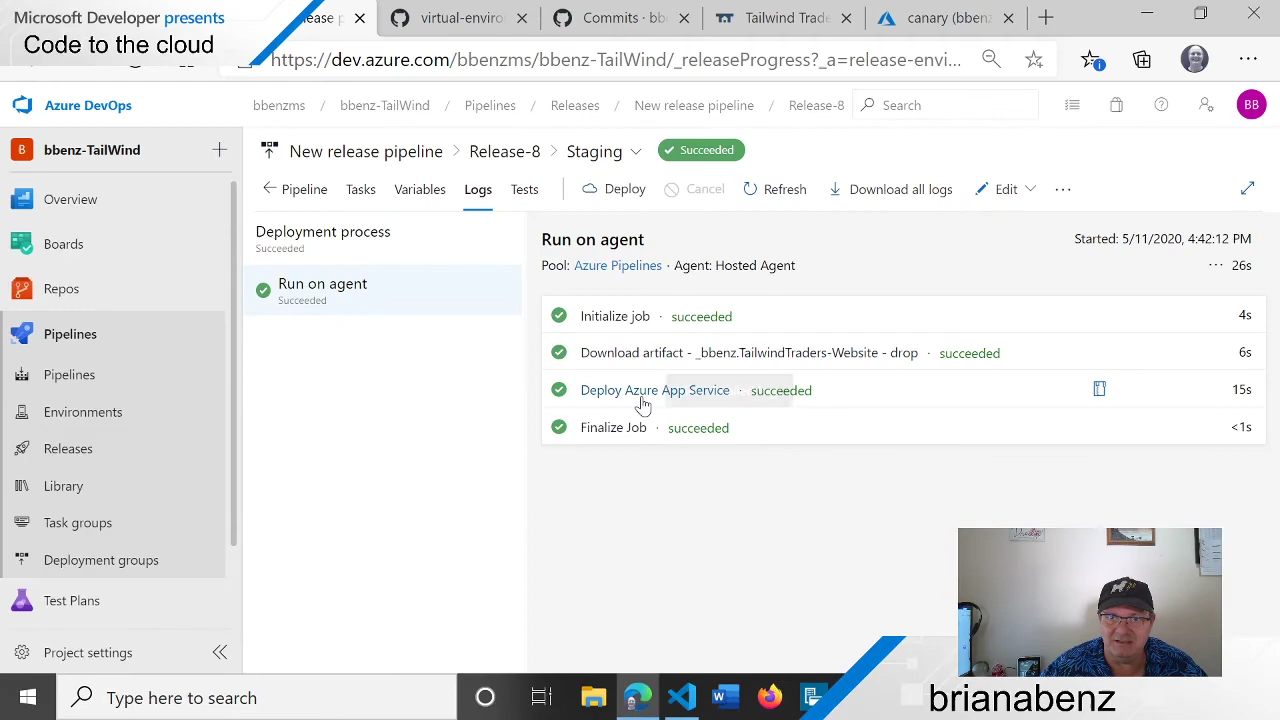 Microsoft Developer presents
Code to the cloud
virtual-enviro
Commits · bb
Tailwind Trade
canary (bbenz
https://dev.azure.com/bbenzms/bbenz-TailWind/_releaseProgress?_a=release-envi...
Azure DevOps
bbenzms / bbenz-TailWind / Pipelines / Releases / New release pipeline / Release-8
Search
BB
B bbenz-TailWind
New release pipeline > Release-8 > Staging
Succeeded
Pipeline Tasks Variables Logs Tests Deploy Cancel Refresh Download all logs Edit ...
Overview
Boards
Repos
Pipelines
Pipelines
Environments
Releases
Library
Task groups
Deployment groups
Test Plans
Project settings
Deployment process
Succeeded
Run on agent
Succeeded
Run on agent
Started: 5/11/2020, 4:42:12 PM
Pool: Azure Pipelines · Agent: Hosted Agent
... 26s
Initialize job · succeeded 4s
Download artifact - _bbenz.TailwindTraders-Website - drop · succeeded 6s
Deploy Azure App Service · succeeded 15s
Finalize Job · succeeded <1s
Type here to search
brianabenz